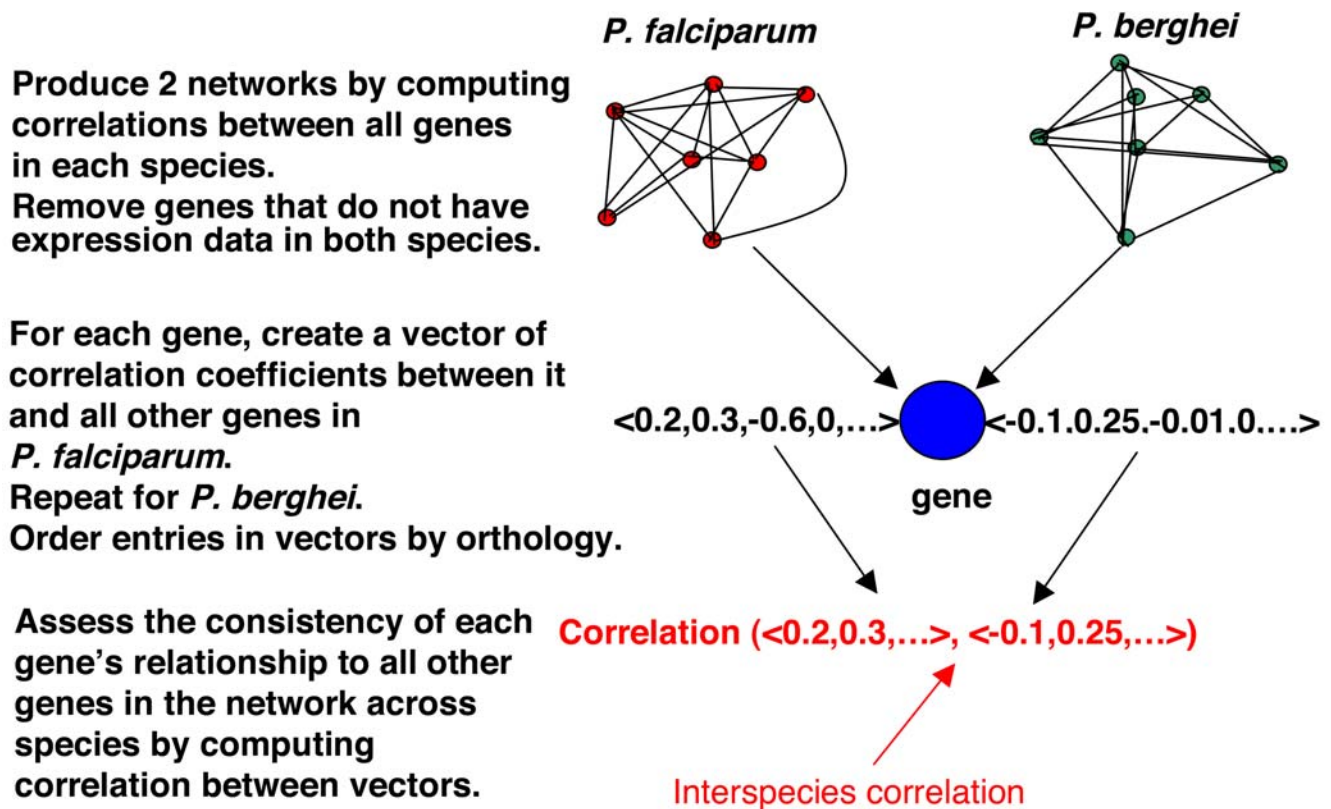 P. falciparum
P. berghei
Produce 2 networks by computing
correlations between all genes
in each species.
Remove genes that do not have
expression data in both species.
For each gene, create a vector of
correlation coefficients between it
and all other genes in
P. falciparum.
Repeat for P. berghei.
Order entries in vectors by orthology.
<0.2,0.3,-0.6,0,...>
<-0.1.0.25.-0.01.0....>
gene
Assess the consistency of each
gene's relationship to all other
genes in the network across
species by computing
correlation between vectors.
Correlation (<0.2,0.3,...>, <-0.1,0.25,...>)
Interspecies correlation